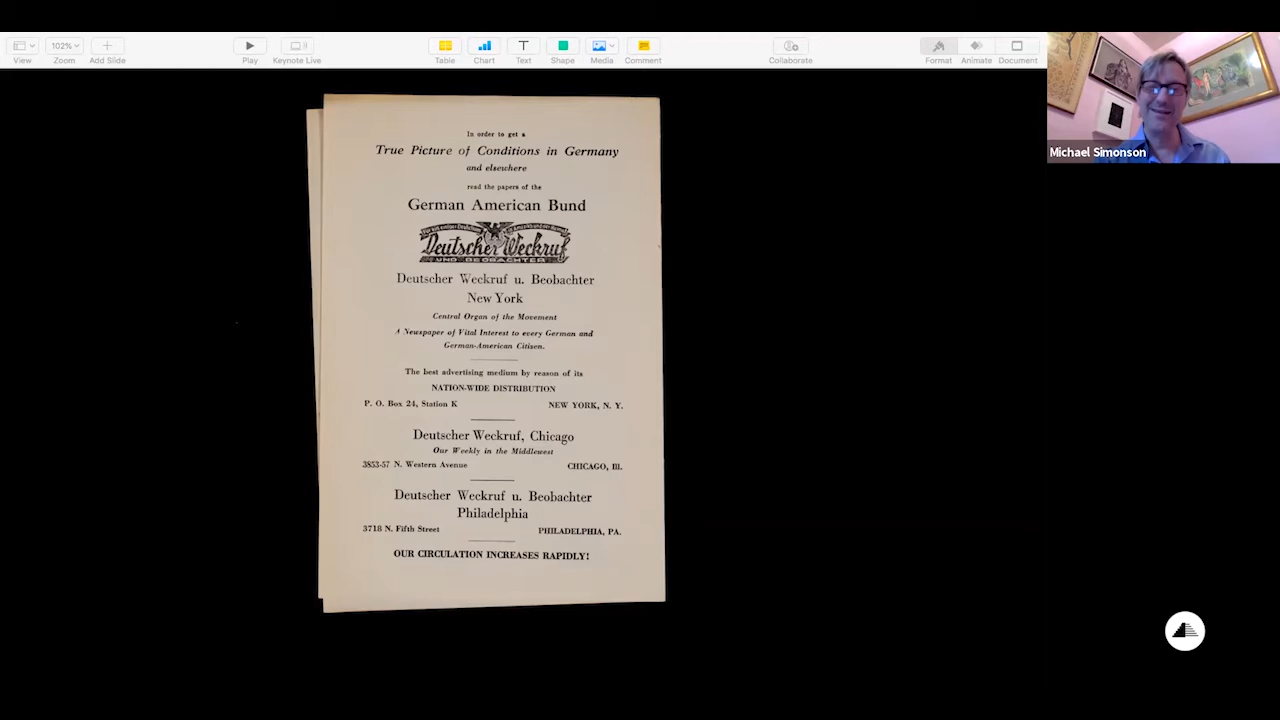 View
102%
Zoom
Add Slide
Play
Keynote Live
Table
Chart
Text
Shape
Media
Comment
Collaborate
Format
Animate
Document
Michael Simonson
In order to get a
True Picture of Conditions in Germany
and elsewhere
read the papers of the
German American Bund
Deutscher Weckruf
UND BEOBACHTER
Deutscher Weckruf u. Beobachter
New York
Central Organ of the Movement
A Newspaper of Vital Interest to every German and
German-American Citizen.
The best advertising medium by reason of its
NATION-WIDE DISTRIBUTION
P. O. Box 24, Station K NEW YORK, N. Y.
Deutscher Weckruf, Chicago
Our Weekly in the Middlewest
3853-57 N. Western Avenue CHICAGO, Ill.
Deutscher Weckruf u. Beobachter
Philadelphia
3718 N. Fifth Street PHILADELPHIA, PA.
OUR CIRCULATION INCREASES RAPIDLY!